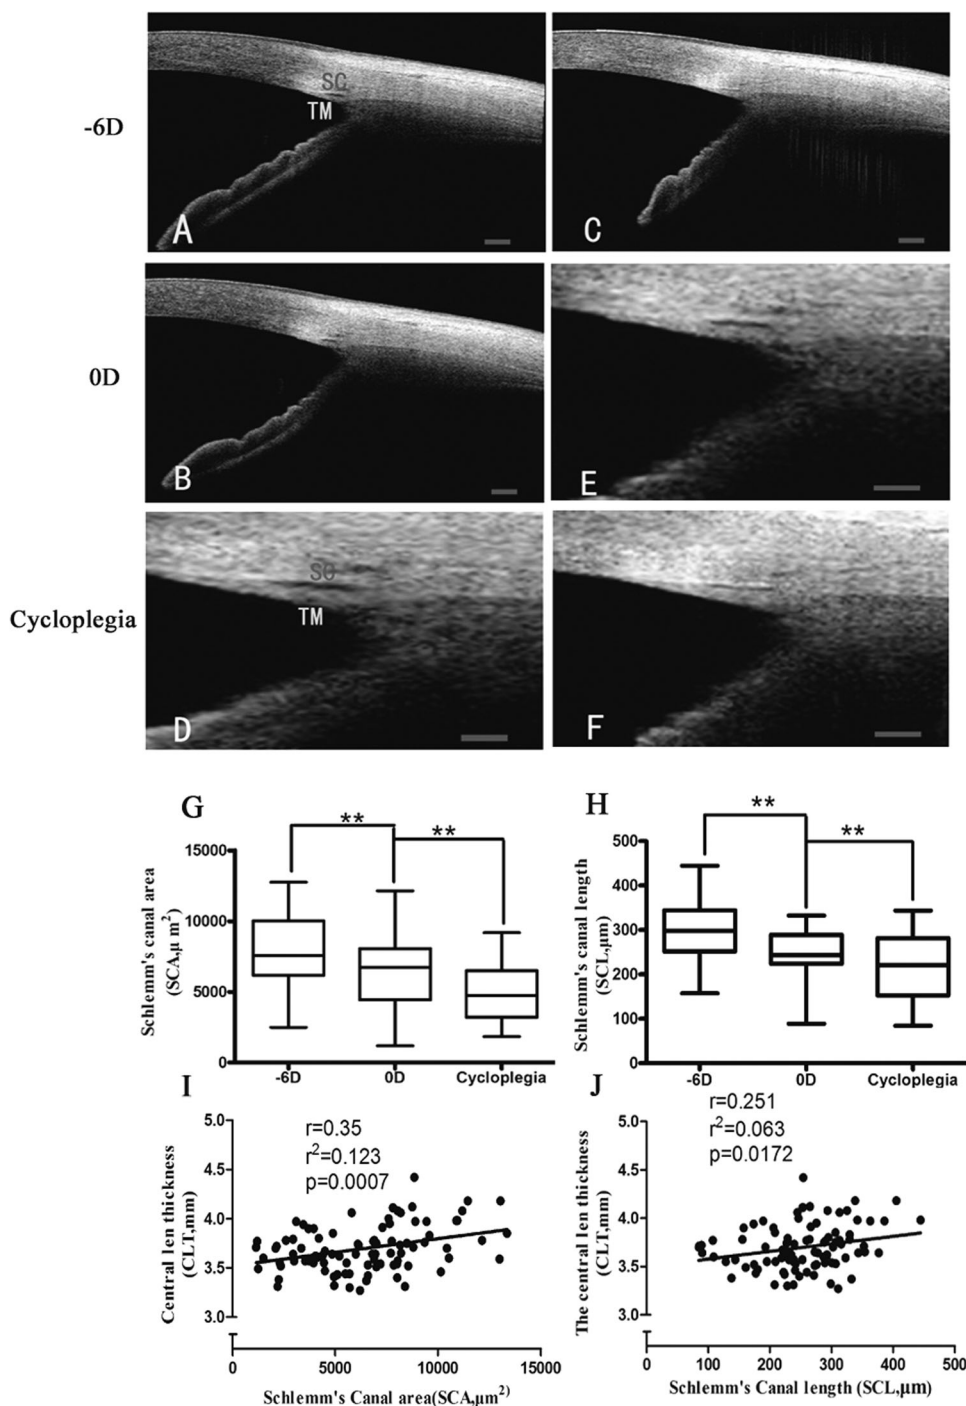 -6D
SC
TM
A
C
0D
B
E
Cycloplegia
SC
TM
D
F
G
**
**
Schlemm's canal area
(SCA,μ m²)
15000
10000
5000
0
-6D
0D
Cycloplegia
H
**
**
Schlemm's canal length
(SCL,μm)
500
400
300
200
100
0
-6D
0D
Cycloplegia
I
r=0.35
r²=0.123
p=0.0007
Central len thickness
(CLT,mm)
5.0
4.5
4.0
3.5
3.0
0
5000
10000
15000
Schlemm's Canal area(SCA,μm²)
J
r=0.251
r²=0.063
p=0.0172
The central len thickness
(CLT,mm)
5.0
4.5
4.0
3.5
3.0
0
100
200
300
400
500
Schlemm's Canal length (SCL,μm)